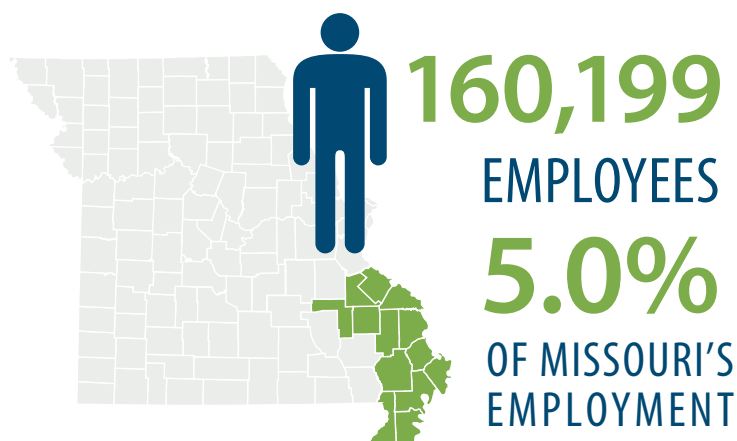 160,199
EMPLOYEES
5.0%
OF MISSOURI’S
EMPLOYMENT